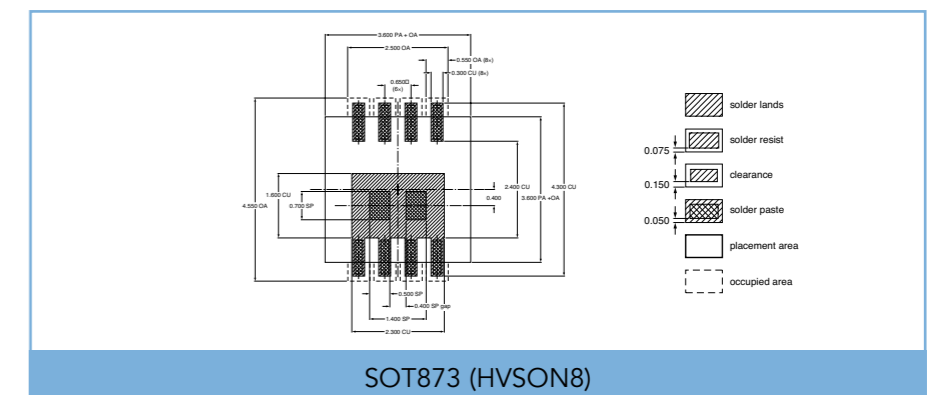 3.600 PA + OA
2.500 OA
0.550 OA (8×)
0.300 CU (8×)
0.650Ω
(6×)
1.600 CU
4.550 OA
0.700 SP
2.400 CU
3.600 PA +OA
4.300 CU
0.400
0.500 SP
0.400 SP gap
1.400 SP
2.300 CU
solder lands
solder resist
0.075
clearance
0.150
solder paste
0.050
placement area
occupied area
SOT873 (HVSON8)